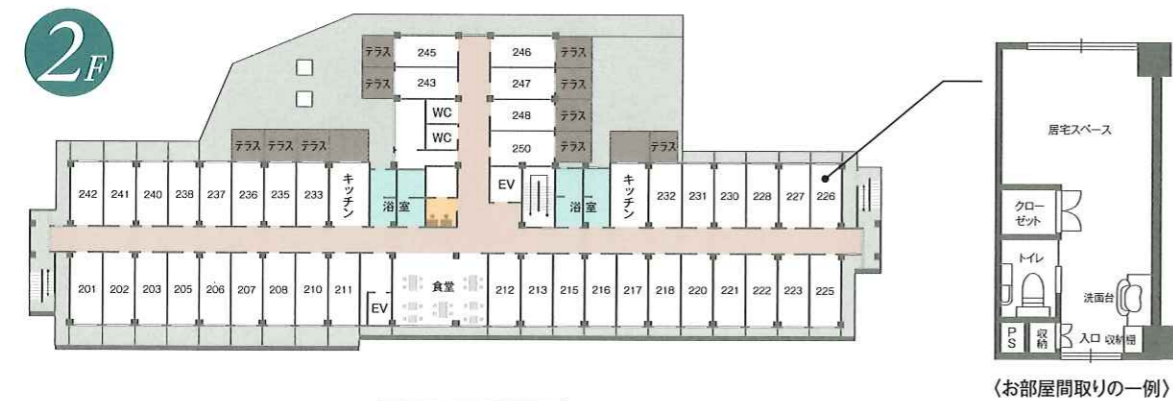 2F
テラス 245 246 テラス
テラス 243 247 テラス
WC 248 テラス
WC 250 テラス
テラス テラス テラス テラス
242 241 240 238 237 236 235 233 キッチン 浴室 EV 浴室 キッチン 232 231 230 228 227 226
201 202 203 205 206 207 208 210 211 EV 食堂 212 213 215 216 217 218 220 221 222 223 225
居宅スペース
クローゼット
トイレ
洗面台
PS 収納 入口 収納棚
〈お部屋間取りの一例〉